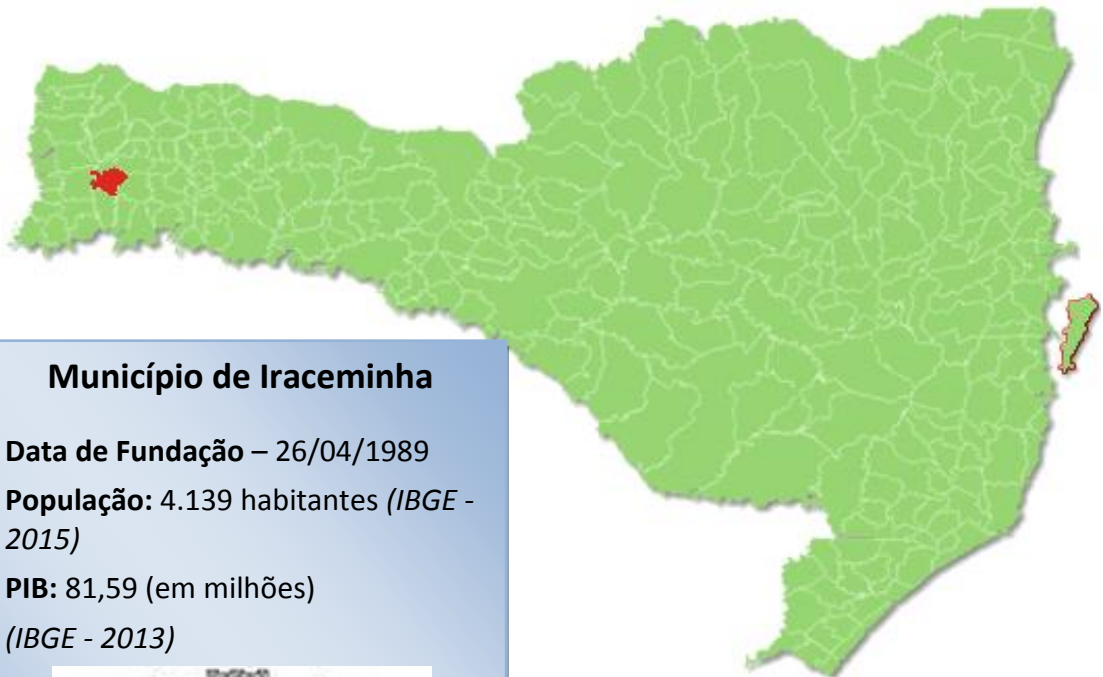 Município de Iraceminha
Data de Fundação – 26/04/1989
População: 4.139 habitantes (IBGE -
2015)
PIB: 81,59 (em milhões)
(IBGE - 2013)